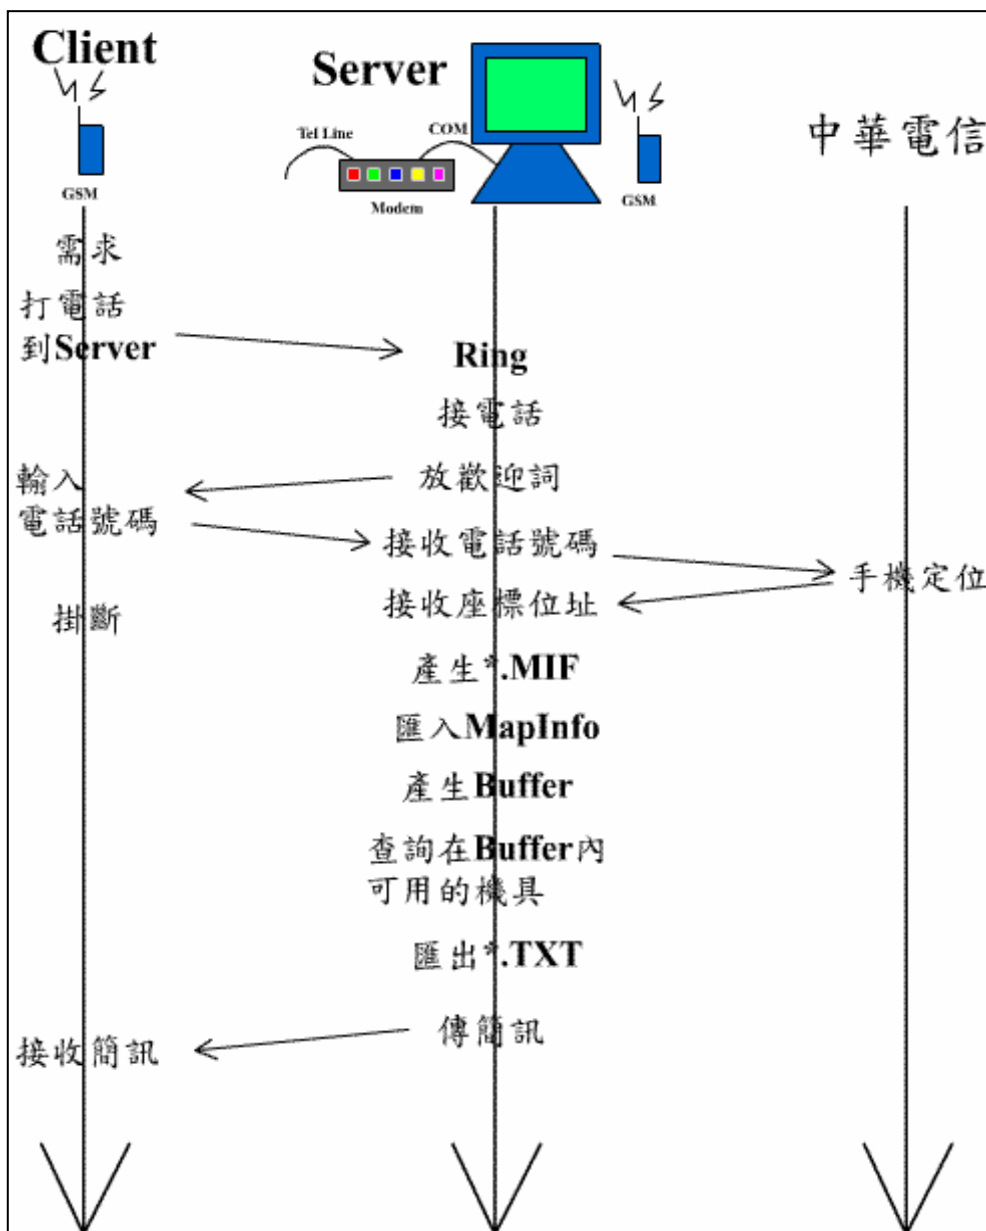 Client
Server
中華電信
Tel Line
COM
Modem
GSM
GSM
需求
打電話
到Server
Ring
接電話
放歡迎詞
輸入
電話號碼
接收電話號碼
手機定位
接收座標位址
掛斷
產生*.MIF
匯入MapInfo
產生Buffer
查詢在Buffer內
可用的機具
匯出*.TXT
傳簡訊
接收簡訊